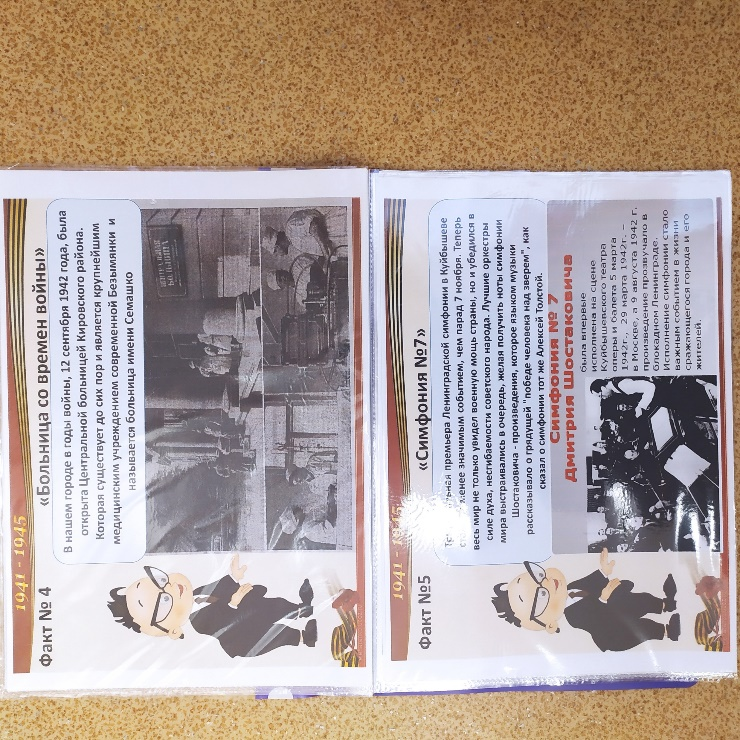 1941 - 1945
Факт № 4
«Больница со времен войны»
В нашем городе в годы войны, 12 сентября 1942 года, была
открыта Центральной больницей Кировского района.
Которая существует до сих пор и является крупнейшим
медицинским учреждением современной Безымянки и
называется больница имени Семашко
1941 - 1945
Факт №5
«Симфония №7»
премьера Ленинградской симфонии в Куйбышеве
менее значимым событием, чем парад 7 ноября. Теперь
весь мир не только увидел военную мощь страны, но и убедился в
силе духа, несгибаемости советского народа. Лучшие оркестры
мира выстраивались в очередь, желая получить ноты симфонии
Шостаковича - произведения, которое языком музыки
рассказывало о грядущей "победе человека над зверем", как
сказал о симфонии тот же Алексей Толстой.
Симфония № 7
Дмитрия Шостаковича
была впервые
исполнена на сцене
Куйбышевского театра
оперы и балета 5 марта
1942г., 29 марта 1942г. –
в Москве, а 9 августа 1942 г.
произведение прозвучало в
блокадном Ленинграде.
Исполнение симфонии стало
важным событием в жизни
сражающегося города и его
жителей.